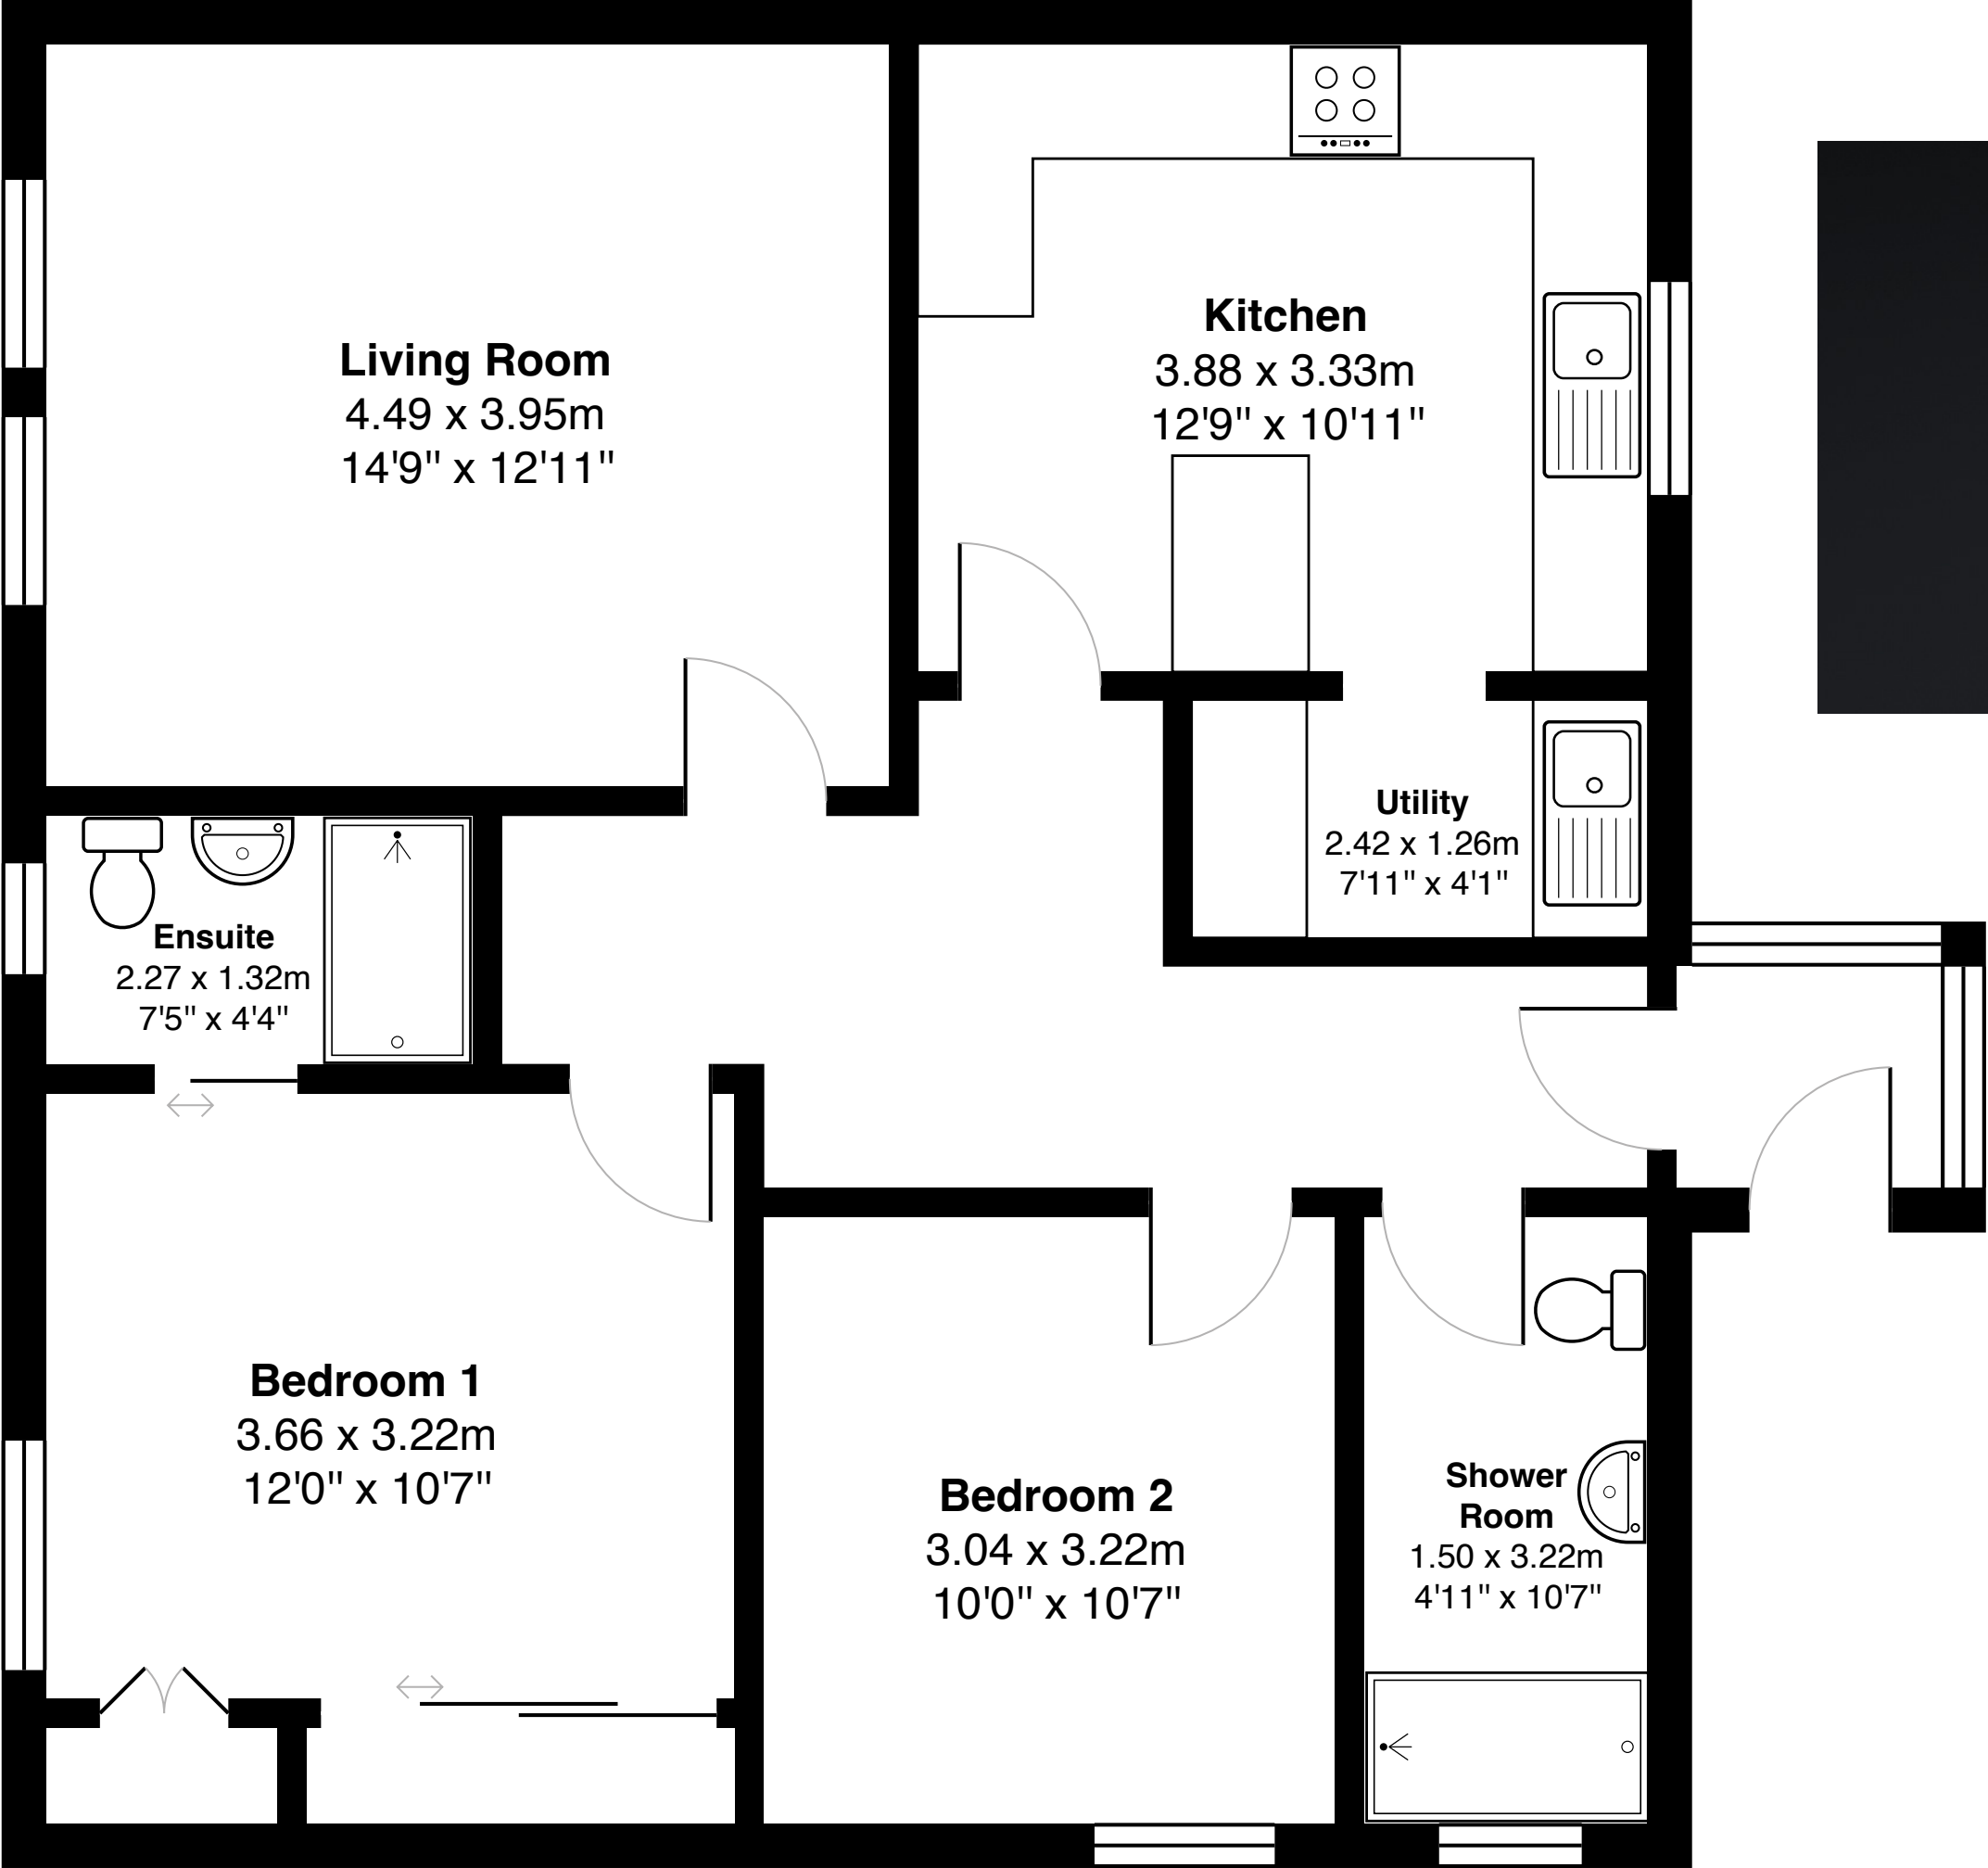 Living Room
4.49 x 3.95m
14'9" x 12'11"
Kitchen
3.88 x 3.33m
12'9" x 10'11"
Utility
2.42 x 1.26m
7'11" x 4'1"
Ensuite
2.27 x 1.32m
7'5" x 4'4"
Bedroom 1
3.66 x 3.22m
12'0" x 10'7"
Bedroom 2
3.04 x 3.22m
10'0" x 10'7"
Shower
Room
1.50 x 3.22m
4'11" x 10'7"